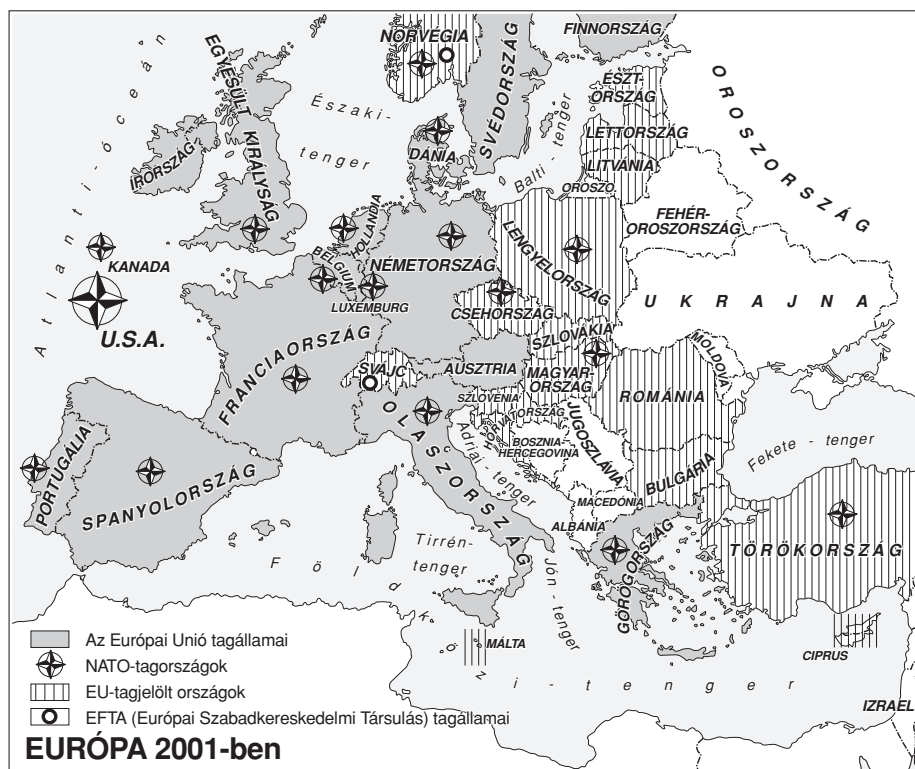 NORVÉGIA
FINNORSZÁG
SVÉDORSZÁG
EGYESÜLT KIRÁLYSÁG
ÉSZT-
ORSZÁG
OROSZORSZÁG
Atlanti-óceán
Északi-
tenger
LETTORSZÁG
ÍRORSZÁG
DÁNIA
Balti-tenger
LITVÁNIA
OROSZO.
FEHÉR-
OROSZORSZÁG
HOLLANDIA
LENGYELORSZÁG
KANADA
BELGIUM
NÉMETORSZÁG
UKRAJNA
LUXEMBURG
CSEHORSZÁG
U.S.A.
SZLOVÁKIA
MOLDOVA
FRANCIAORSZÁG
SVÁJC
AUSZTRIA
MAGYAR-
ORSZÁG
SZLOVÉNIA
ROMÁNIA
HORVÁTORSZÁG
OLASZORSZÁG
BOSZNIA-
HERCEGOVINA
JUGOSZLÁVIA
Adriai-tenger
Fekete - tenger
PORTUGÁLIA
SPANYOLORSZÁG
BULGÁRIA
MACEDÓNIA
ALBÁNIA
Tirrén-
tenger
TÖRÖKORSZÁG
GÖRÖGORSZÁG
Jón-tenger
Földközi-tenger
MÁLTA
CIPRUS
IZRAEL
Az Európai Unió tagállamai
NATO-tagországok
EU-tagjelölt országok
EFTA (Európai Szabadkereskedelmi Társulás) tagállamai
EURÓPA 2001-ben